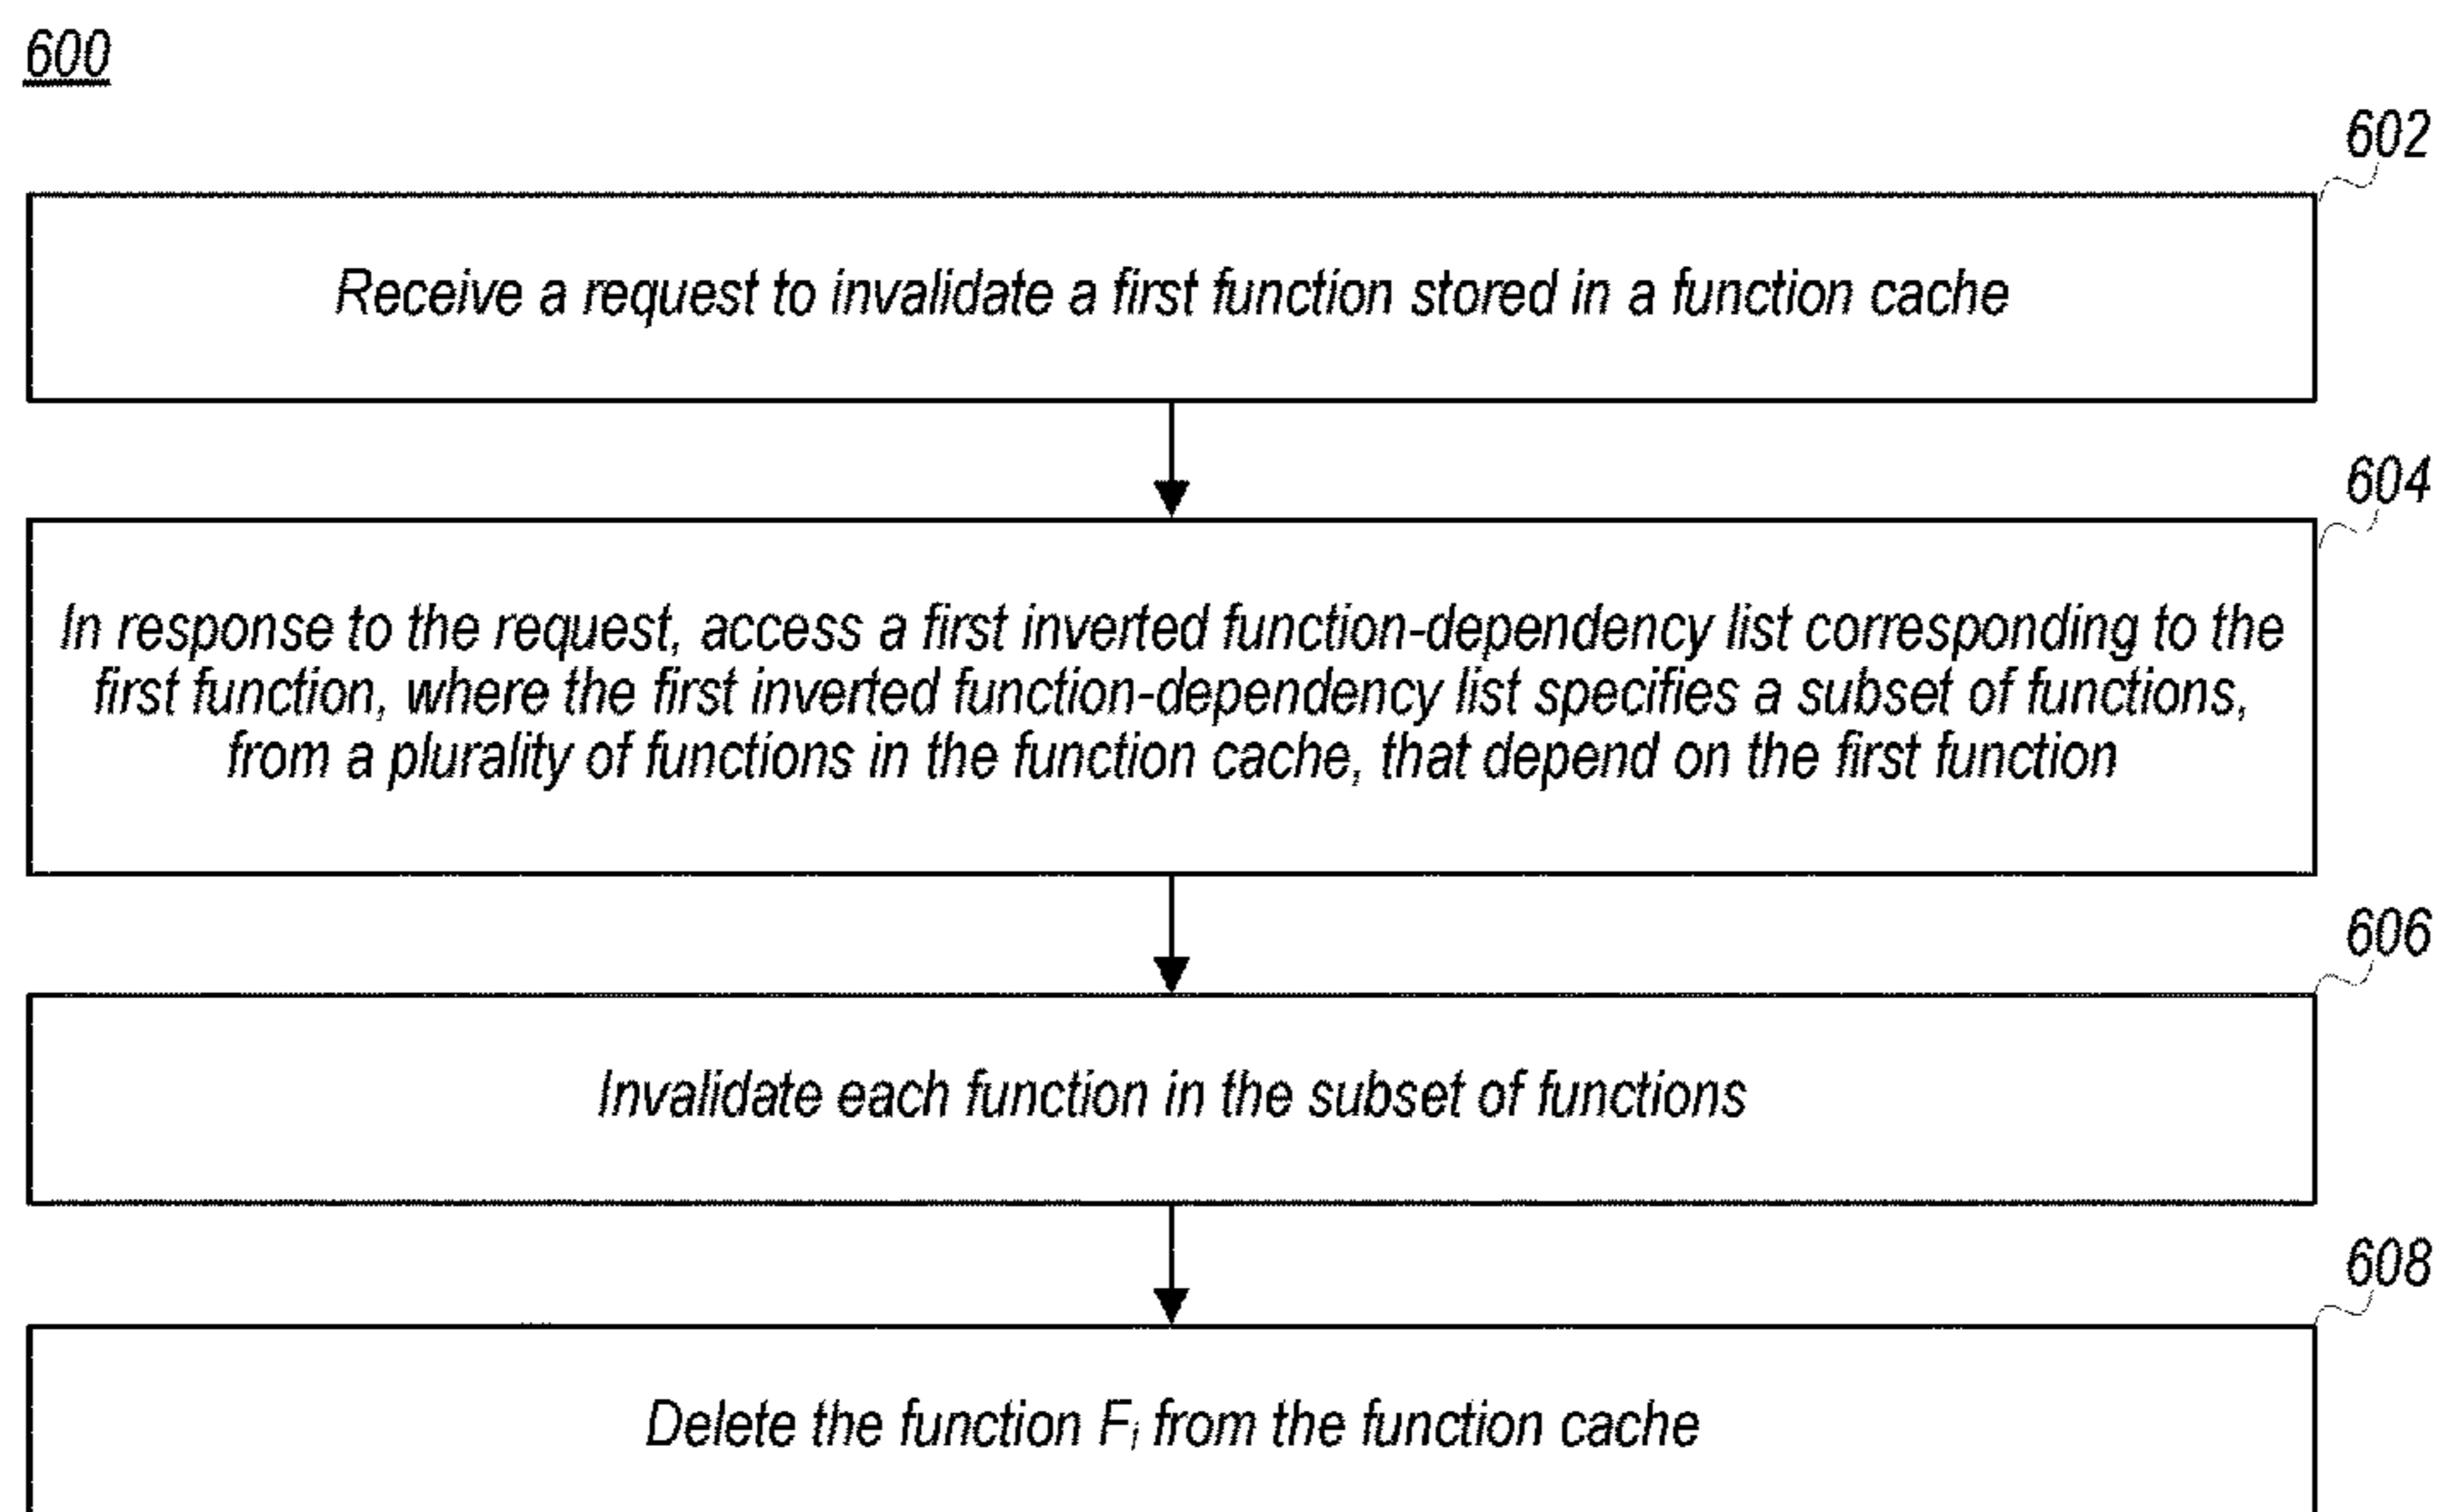 600
602
Receive a request to invalidate a first function stored in a function cache
604
In response to the request, access a first inverted function-dependency list corresponding to the
first function, where the first inverted function-dependency list specifies a subset of functions,
from a plurality of functions in the function cache, that depend on the first function
606
Invalidate each function in the subset of functions
608
Delete the function Fi from the function cache